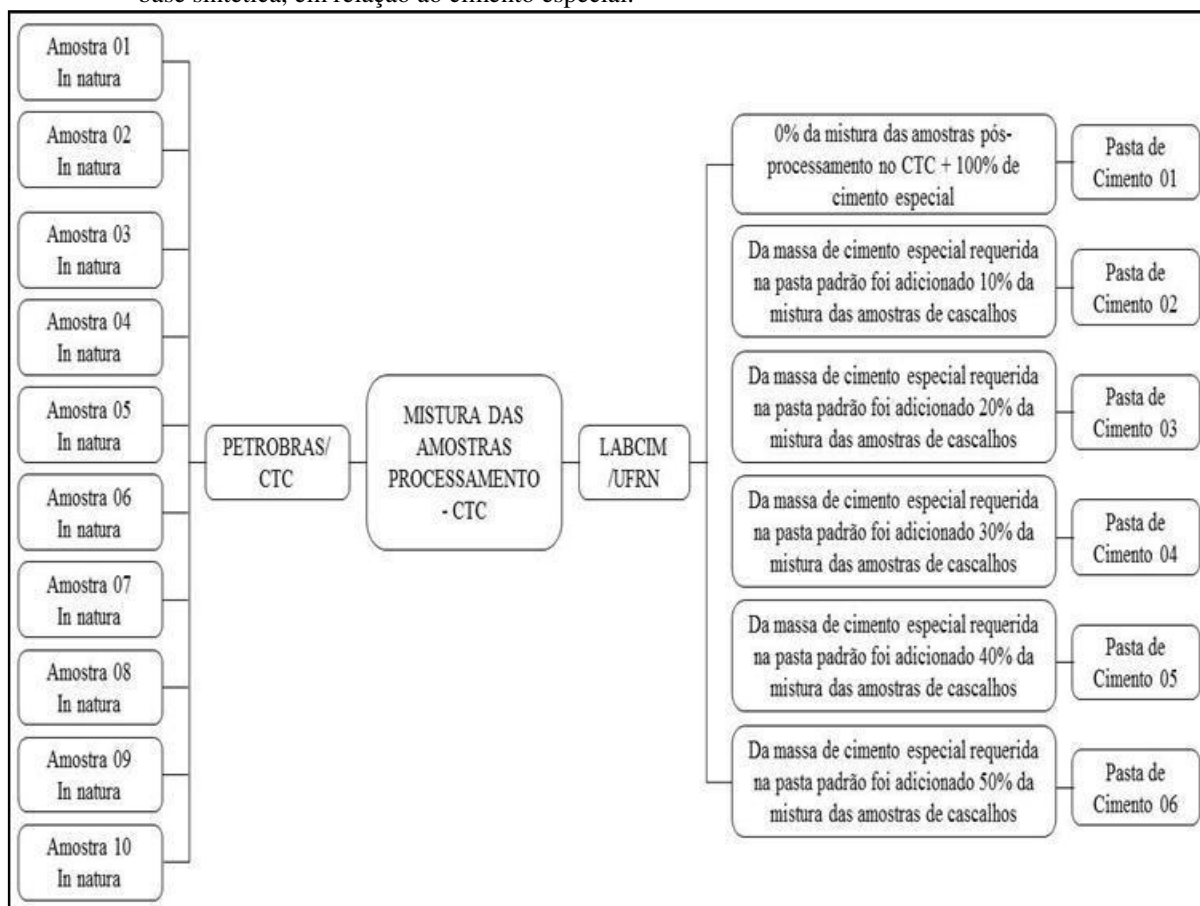 base sintética, em relação ao cimento especial.
Amostra 01
In natura
Amostra 02
In natura
Amostra 03
In natura
Amostra 04
In natura
Amostra 05
In natura
Amostra 06
In natura
Amostra 07
In natura
Amostra 08
In natura
Amostra 09
In natura
Amostra 10
In natura
PETROBRAS/
CTC
MISTURA DAS
AMOSTRAS
PROCESSAMENTO
- CTC
LABCIM
/UFRN
0% da mistura das amostras pós-
processamento no CTC + 100% de
cimento especial
Pasta de
Cimento 01
Da massa de cimento especial requerida
na pasta padrão foi adicionado 10% da
mistura das amostras de cascalhos
Pasta de
Cimento 02
Da massa de cimento especial requerida
na pasta padrão foi adicionado 20% da
mistura das amostras de cascalhos
Pasta de
Cimento 03
Da massa de cimento especial requerida
na pasta padrão foi adicionado 30% da
mistura das amostras de cascalhos
Pasta de
Cimento 04
Da massa de cimento especial requerida
na pasta padrão foi adicionado 40% da
mistura das amostras de cascalhos
Pasta de
Cimento 05
Da massa de cimento especial requerida
na pasta padrão foi adicionado 50% da
mistura das amostras de cascalhos
Pasta de
Cimento 06